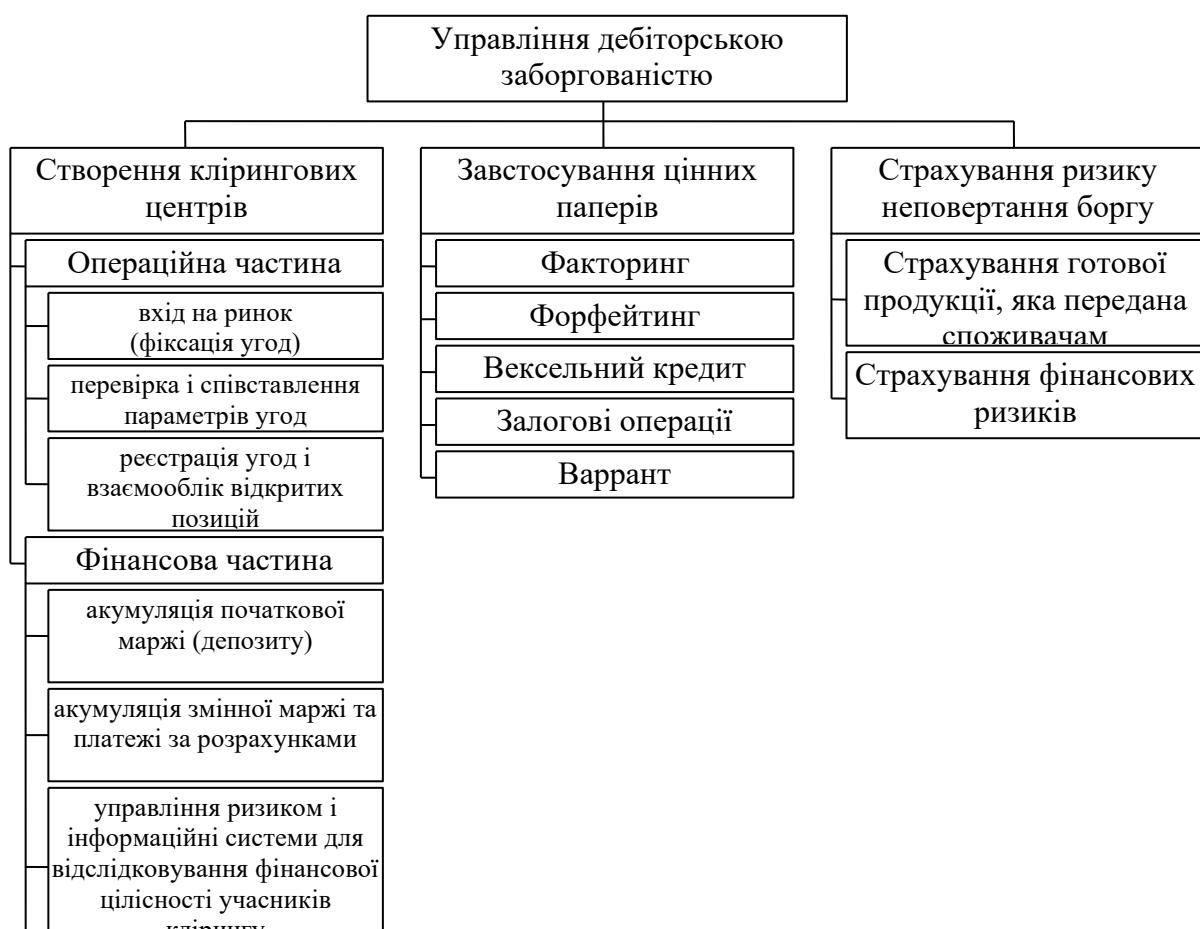 Управління дебіторською
заборгованістю
Створення клірингових
центрів
Операційна частина
вхід на ринок
(фіксація угод)
перевірка і співставлення
параметрів угод
реєстрація угод і
взаємооблік відкритих
позицій
Фінансова частина
акумуляція початкової
маржі (депозиту)
акумуляція змінної маржі та
платежі за розрахунками
управління ризиком і
інформаційні системи для
відслідковування фінансової
цілісності учасників
клірингу
Завстосування цінних
паперів
Факторинг
Форфейтинг
Вексельний кредит
Залогові операції
Варрант
Страхування ризику
неповертання боргу
Страхування готової
продукції, яка передана
споживачам
Страхування фінансових
ризиків